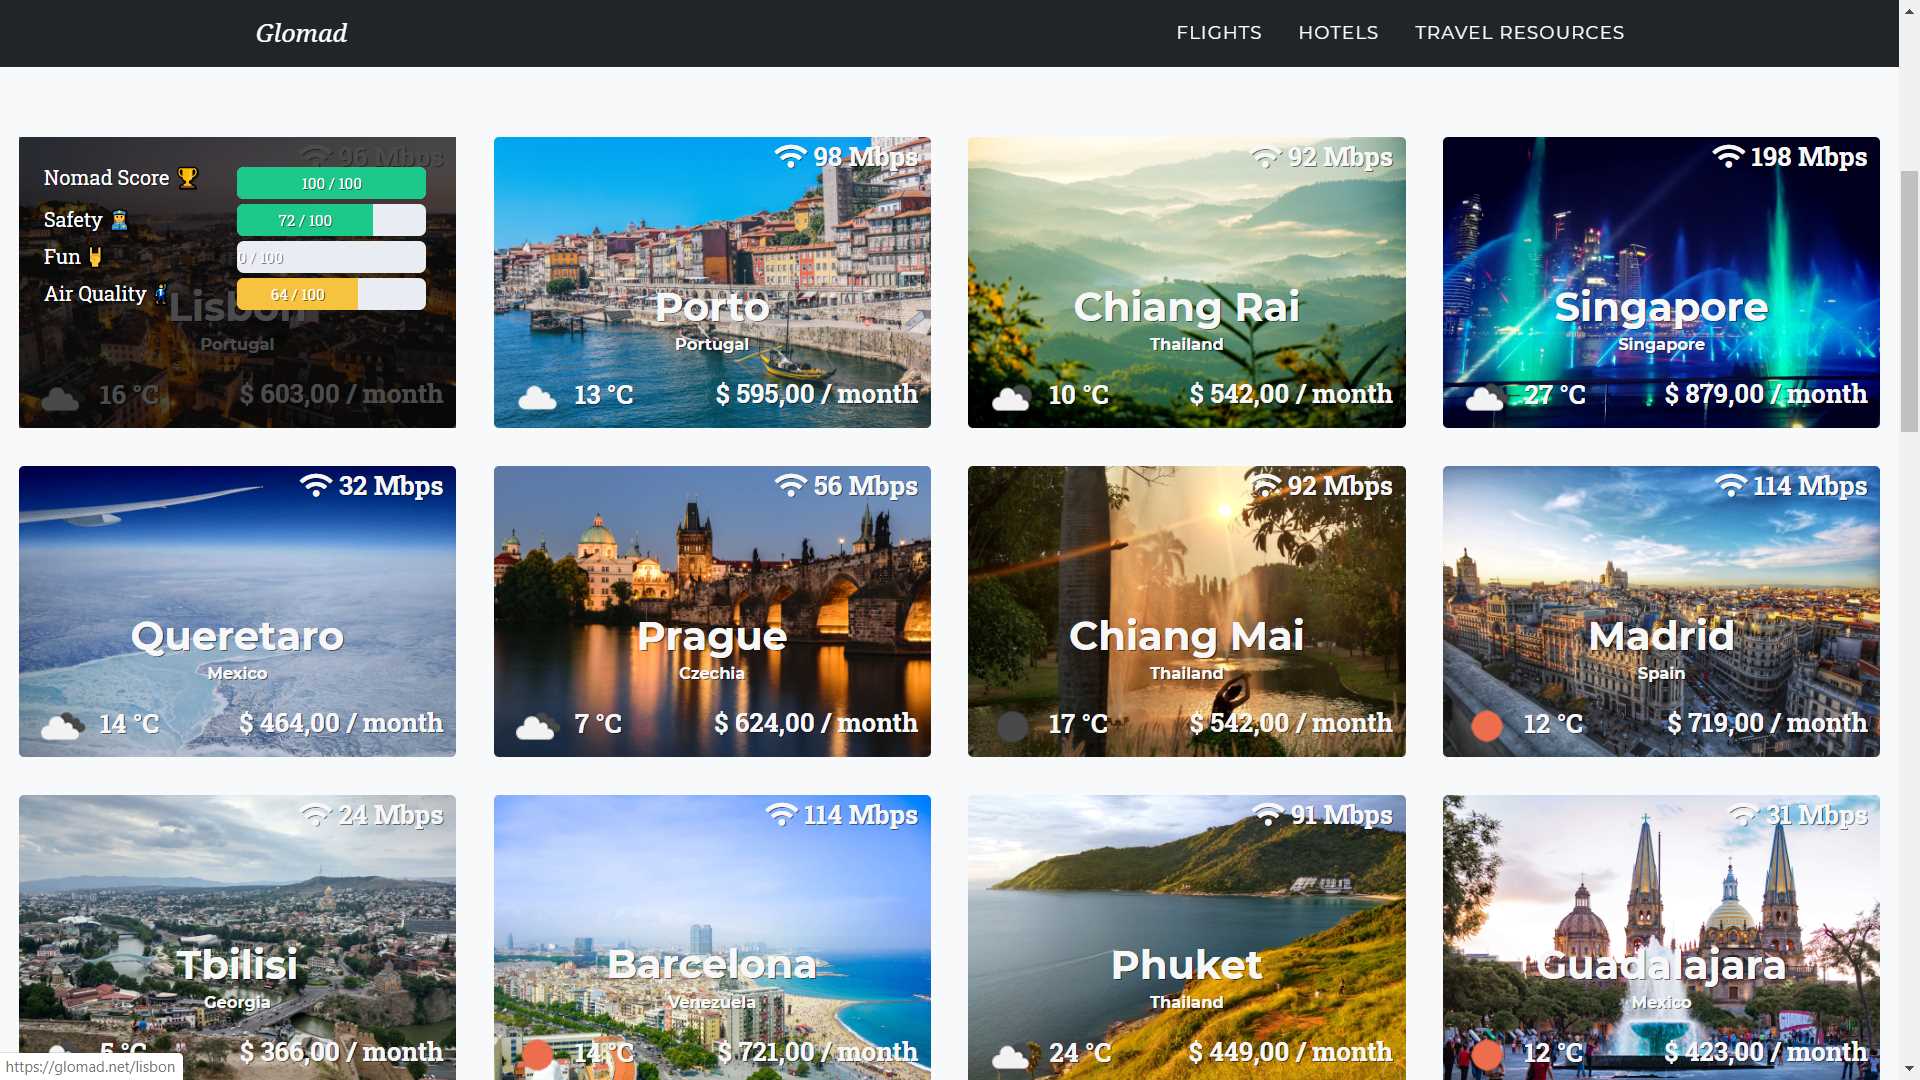 Glomad
FLIGHTS HOTELS TRAVEL RESOURCES
96 Mbps
Nomad Score 🏆 100 / 100
Safety 72 / 100
Fun 🤘 0 / 100
Air Quality 64 / 100
Lisbon
Portugal
16 °C $ 603,00 / month
98 Mbps
Porto
Portugal
13 °C $ 595,00 / month
92 Mbps
Chiang Rai
Thailand
10 °C $ 542,00 / month
198 Mbps
Singapore
Singapore
27 °C $ 879,00 / month
32 Mbps
Queretaro
Mexico
14 °C $ 464,00 / month
56 Mbps
Prague
Czechia
7 °C $ 624,00 / month
92 Mbps
Chiang Mai
Thailand
17 °C $ 542,00 / month
114 Mbps
Madrid
Spain
12 °C $ 719,00 / month
24 Mbps
Tbilisi
Georgia
5 °C $ 366,00 / month
114 Mbps
Barcelona
Venezuela
14 °C $ 721,00 / month
91 Mbps
Phuket
Thailand
24 °C $ 449,00 / month
31 Mbps
Guadalajara
Mexico
12 °C $ 423,00 / month
https://glomad.net/lisbon